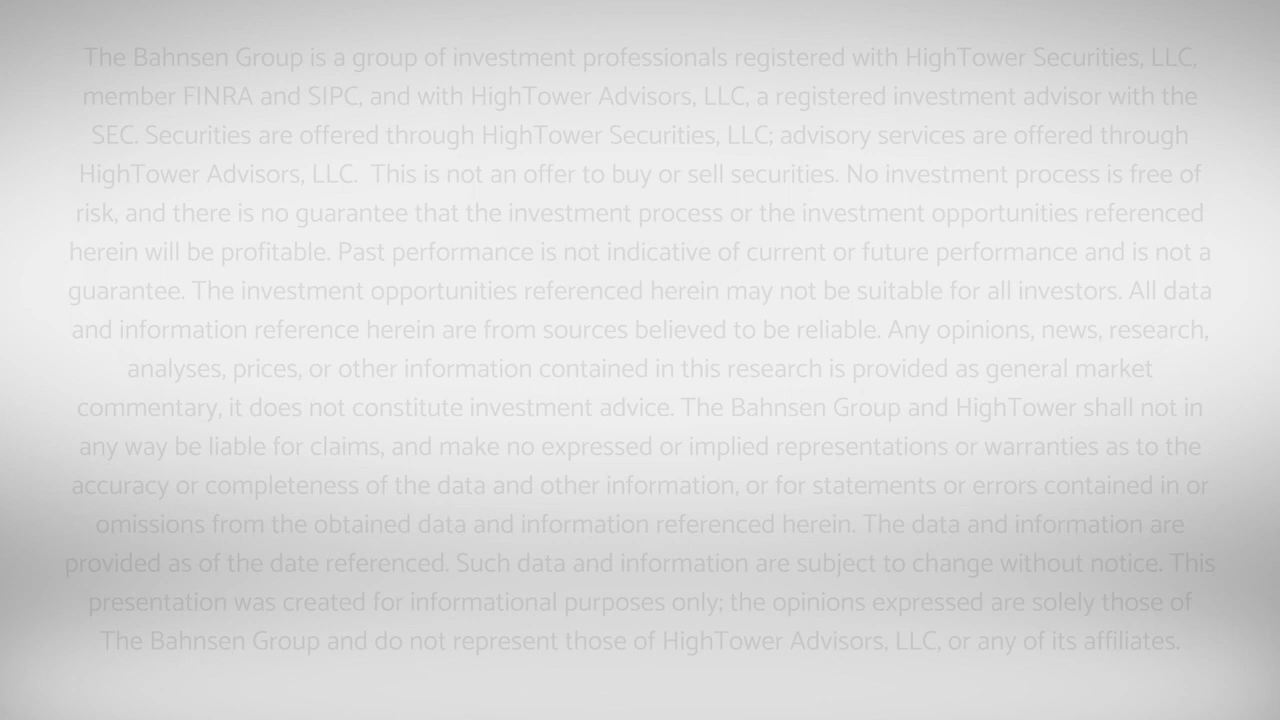 The Bahnsen Group is a group of investment professionals registered with HighTower Securities, LLC,
member FINRA and SIPC, and with HighTower Advisors, LLC, a registered investment advisor with the
SEC. Securities are offered through HighTower Securities, LLC; advisory services are offered through
HighTower Advisors, LLC.  This is not an offer to buy or sell securities. No investment process is free of
risk, and there is no guarantee that the investment process or the investment opportunities referenced
herein will be profitable. Past performance is not indicative of current or future performance and is not a
guarantee. The investment opportunities referenced herein may not be suitable for all investors. All data
and information reference herein are from sources believed to be reliable. Any opinions, news, research,
analyses, prices, or other information contained in this research is provided as general market
commentary, it does not constitute investment advice. The Bahnsen Group and HighTower shall not in
any way be liable for claims, and make no expressed or implied representations or warranties as to the
accuracy or completeness of the data and other information, or for statements or errors contained in or
omissions from the obtained data and information referenced herein. The data and information are
provided as of the date referenced. Such data and information are subject to change without notice. This
presentation was created for informational purposes only; the opinions expressed are solely those of
The Bahnsen Group and do not represent those of HighTower Advisors, LLC, or any of its affiliates.